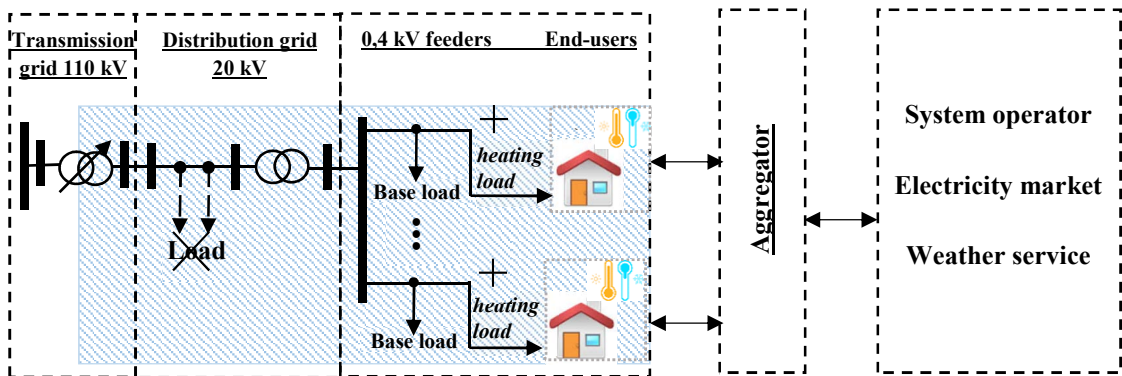 Transmission
grid 110 kV
Distribution grid
20 kV
0,4 kV feeders End-users
Load
Base load
heating
load
Base load
heating
load
Aggregator
System operator
Electricity market
Weather service